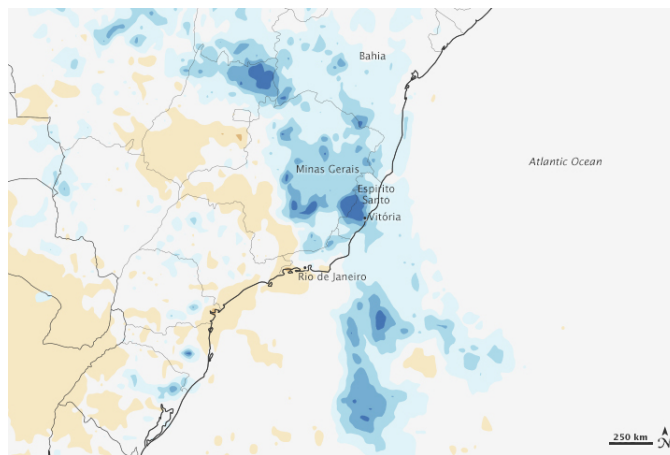 Bahia
Atlantic Ocean
Minas Gerais
Espírito
Santo
Vitória
Rio de Janeiro
250 km
N